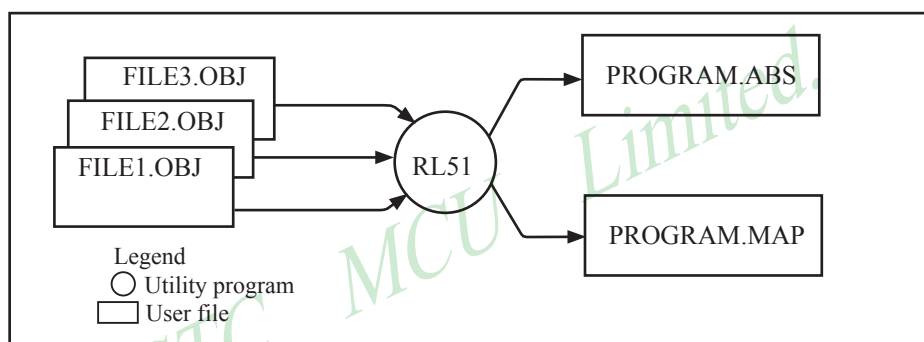 FILE3.OBJ
FILE2.OBJ
FILE1.OBJ
RL51
PROGRAM.ABS
PROGRAM.MAP
Legend
Utility program
User file
STC MCU Limited.